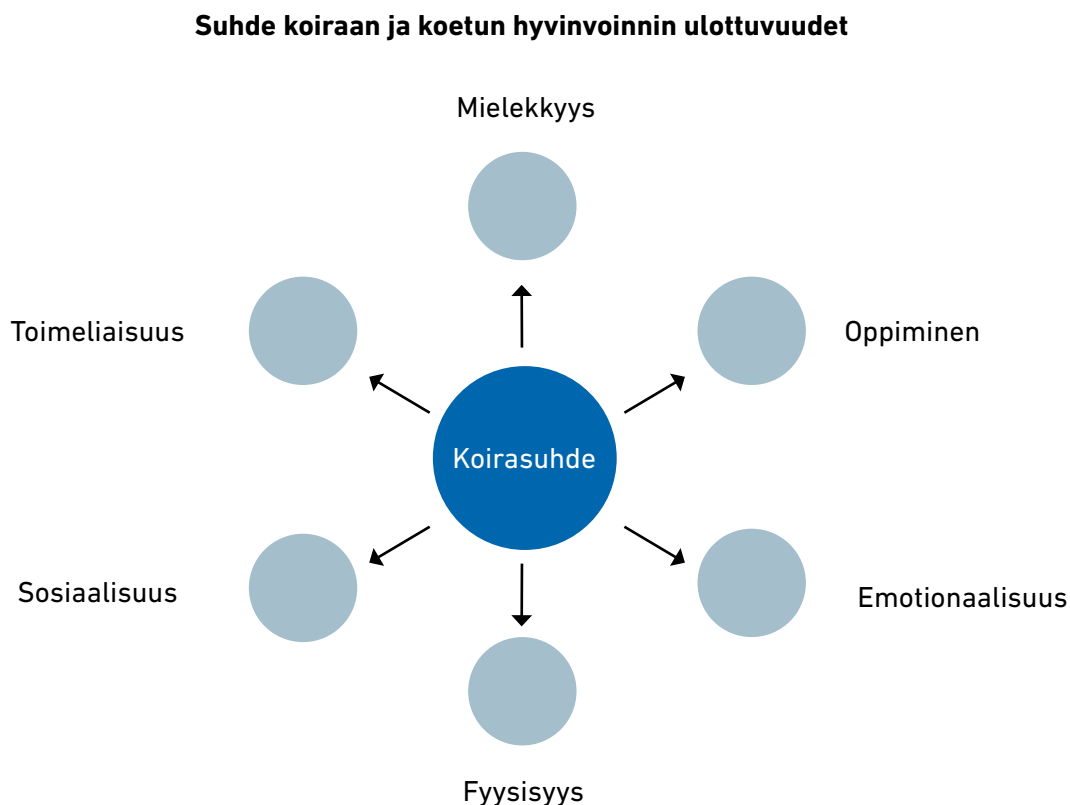 Suhde koiraan ja koetun hyvinvoinnin ulottuvuudet
Mielekkyys
Toimeliaisuus
Oppiminen
Koirasuhde
Sosiaalisuus
Emotionaalisuus
Fyysisyys